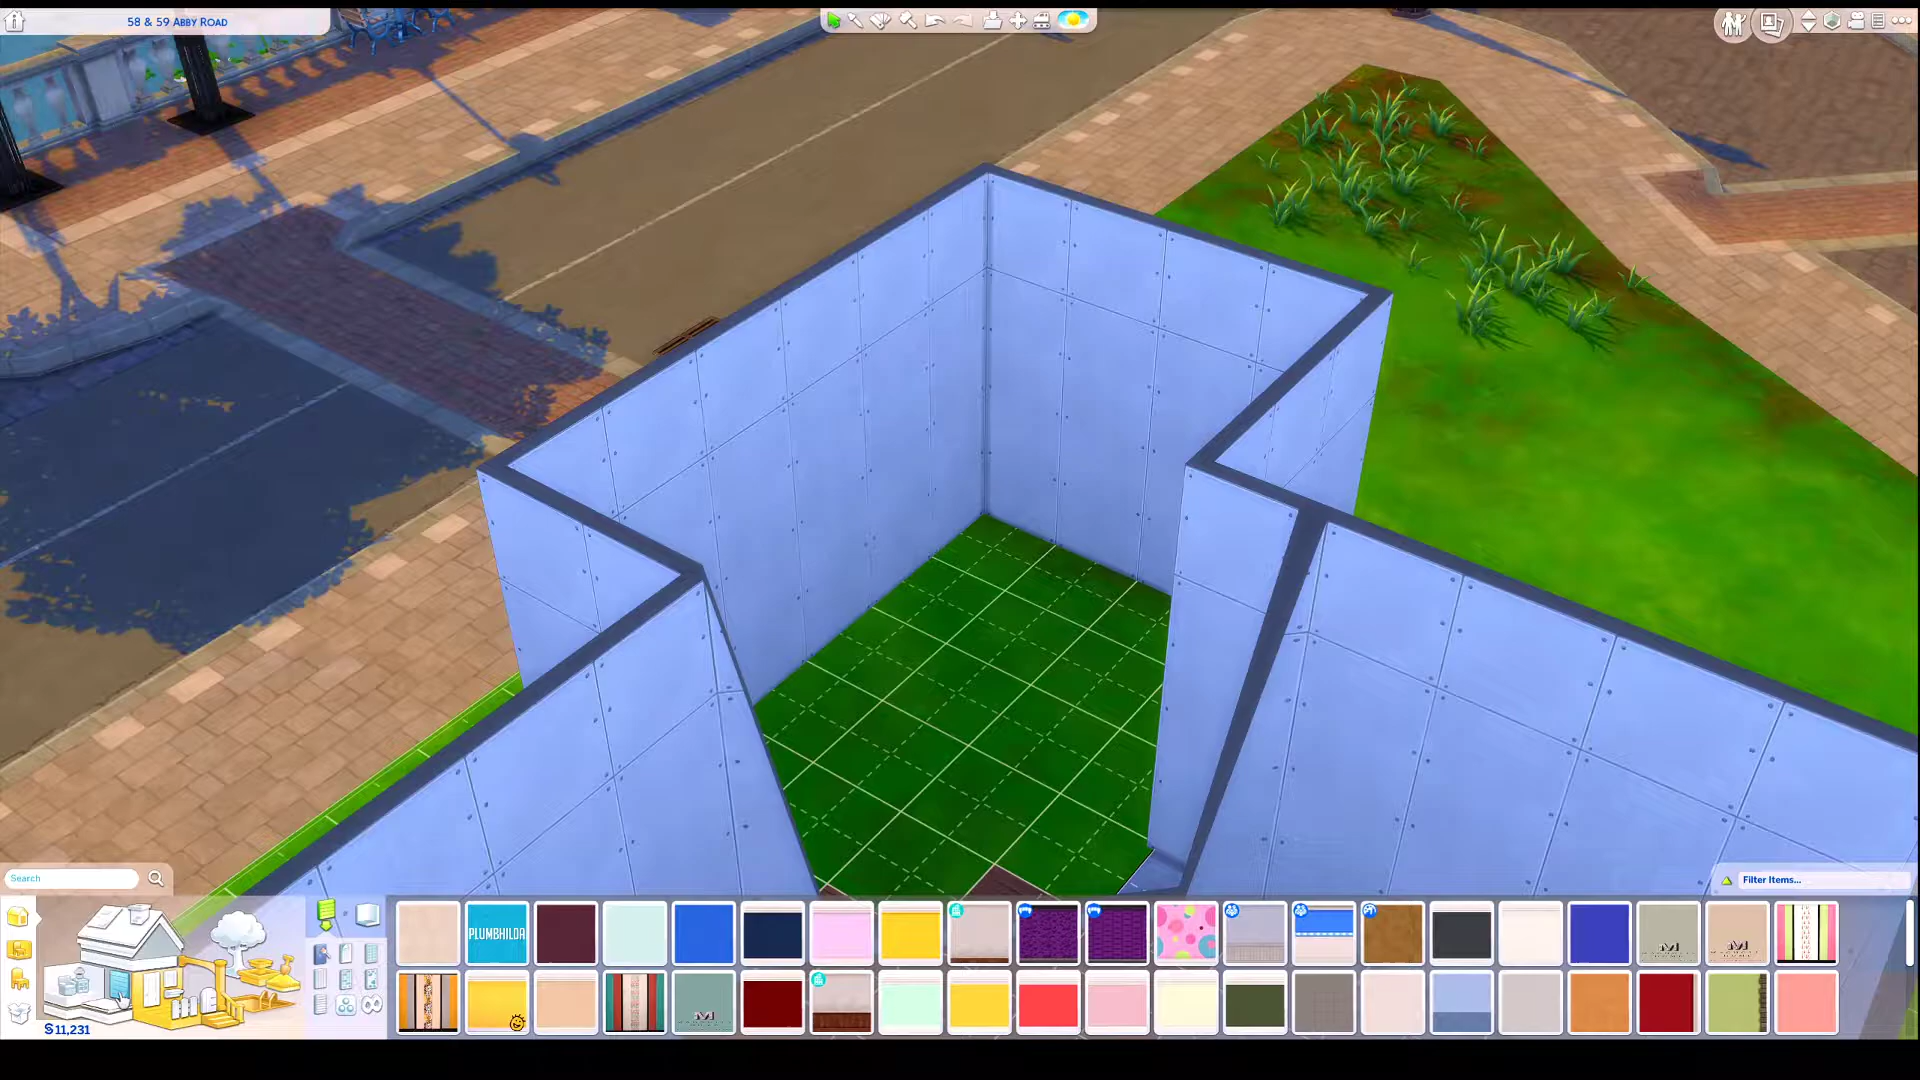 58 & 59 Abby Road
Search
Filter Items...
PLUMBHILDA
M
M
M
§11,231